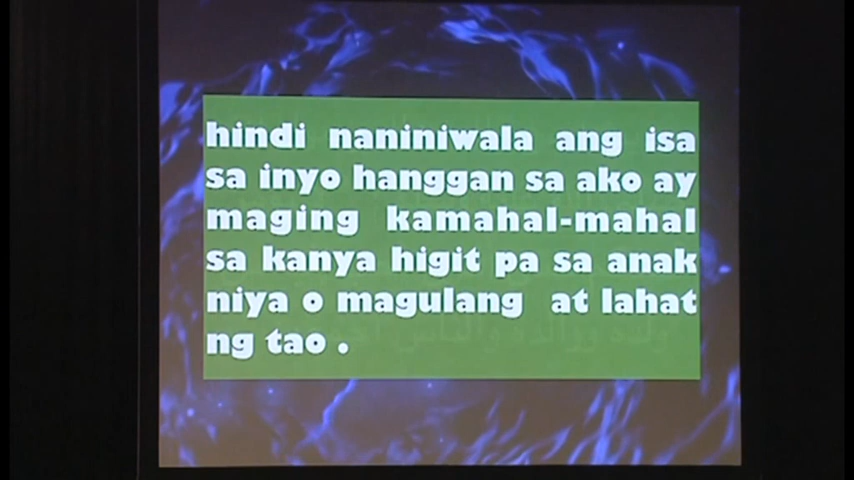 hindi naniniwala ang isa
sa inyo hanggan sa ako ay
maging kamahal-mahal
sa kanya higit pa sa anak
niya o magulang at lahat
ng tao .